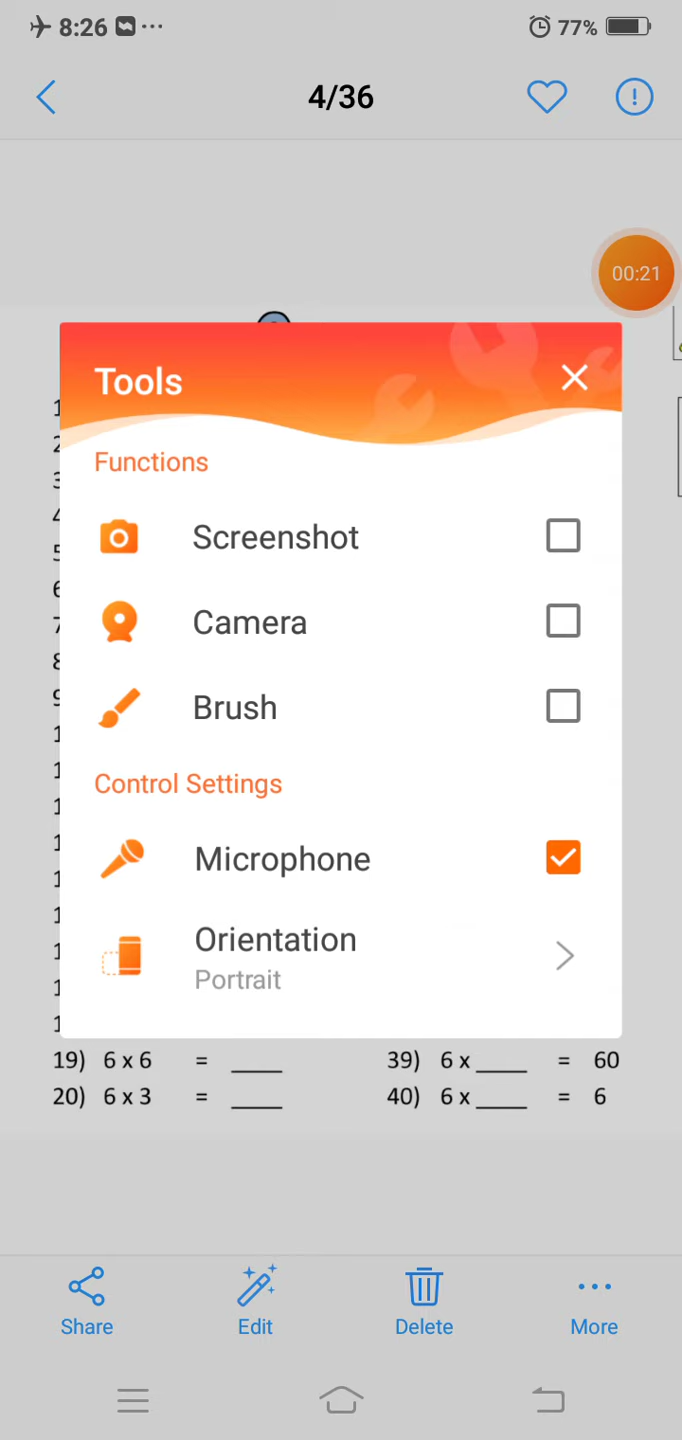 8:26 ... 77%
4/36
00:21
Tools
Functions
Screenshot
Camera
Brush
Control Settings
Microphone
Orientation
Portrait
19) 6 x 6 = ____ 39) 6 x ____ = 60
20) 6 x 3 = ____ 40) 6 x ____ = 6
Share Edit Delete More